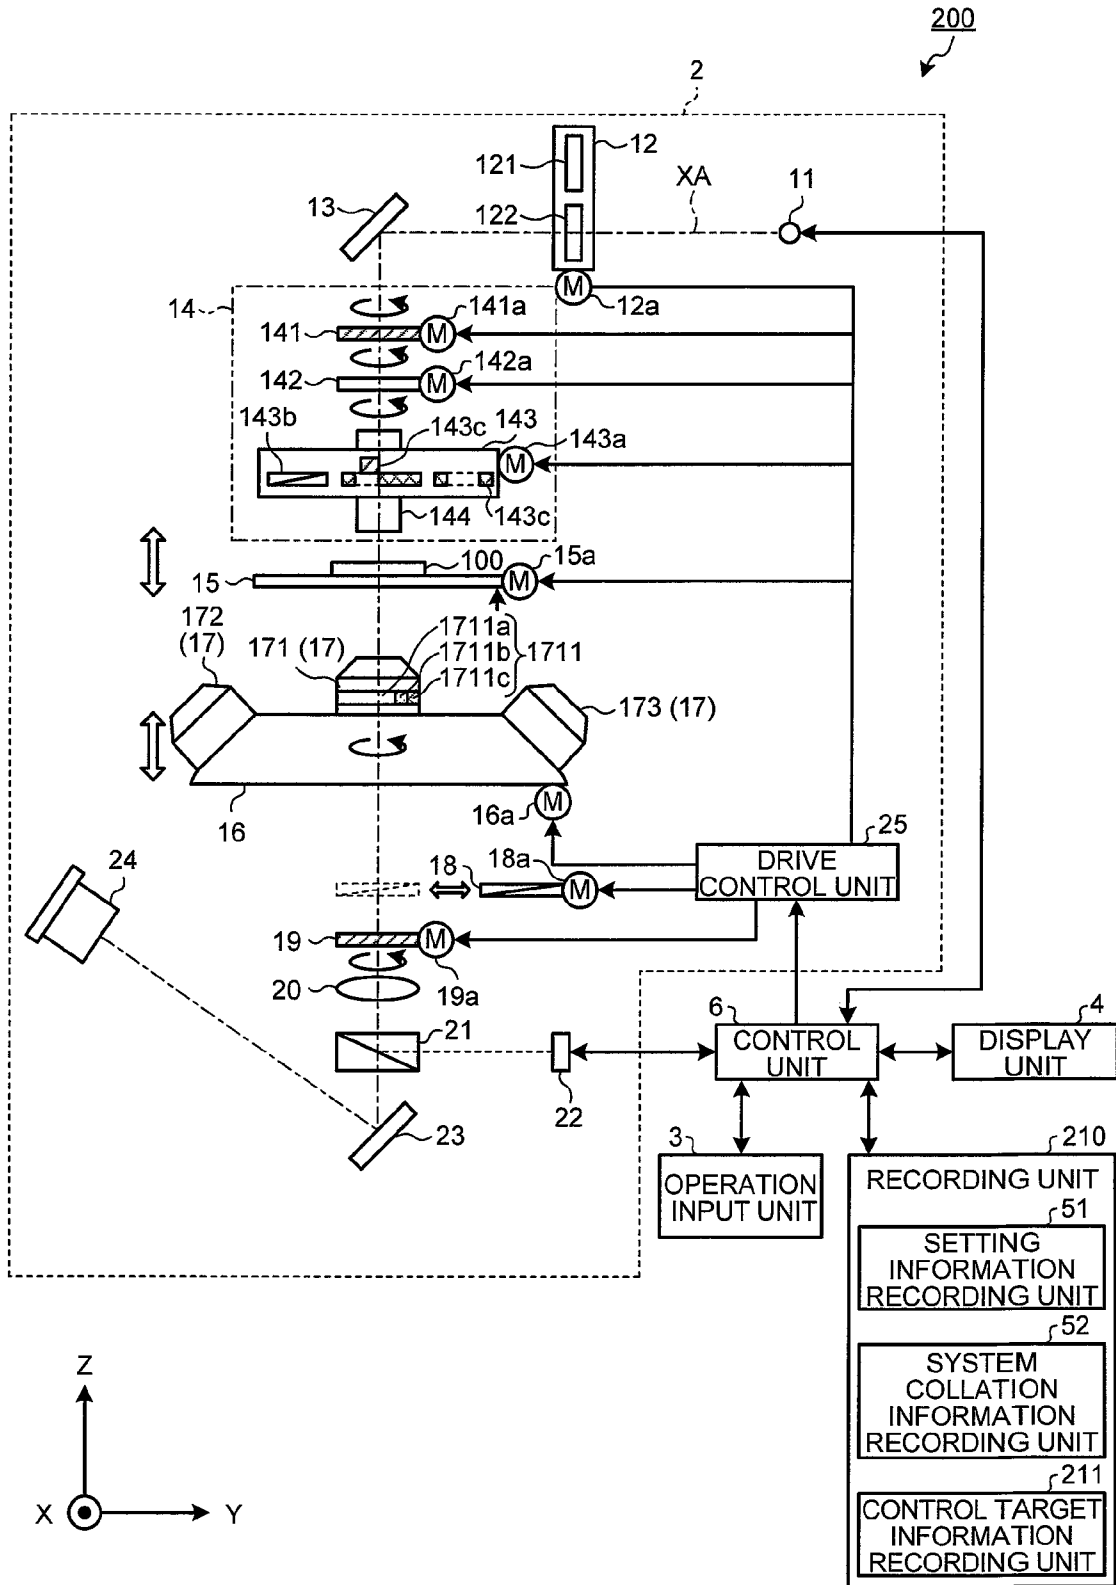 200
2
12
121
XA
11
13
122
M
12a
14
141a
141
M
142a
142
M
143b
143c
143
143a
M
143c
144
100
15a
15
M
172
(17)
171 (17)
1711a
1711b
1711
1711c
173 (17)
16
16a
M
25
DRIVE
CONTROL UNIT
24
18
18a
M
19
M
19a
20
21
22
23
6
CONTROL
UNIT
4
DISPLAY
UNIT
3
OPERATION
INPUT UNIT
210
RECORDING UNIT
51
SETTING
INFORMATION
RECORDING UNIT
52
SYSTEM
COLLATION
INFORMATION
RECORDING UNIT
211
CONTROL TARGET
INFORMATION
RECORDING UNIT
Z
X
Y